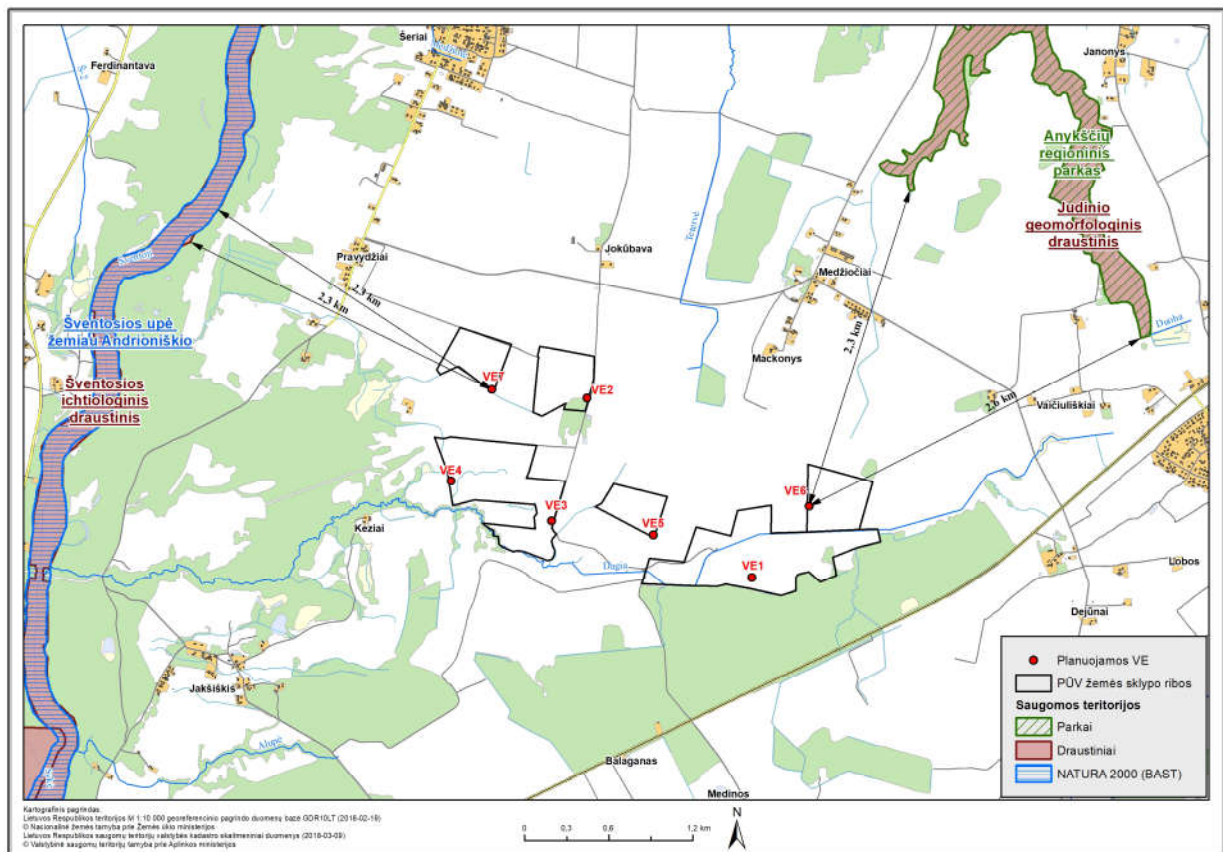 Šeriai
Ferdinantava
Janonys
Anykščių
regioninis
parkas
Judinio
geomorfologinis
draustinis
Tetervė
Jokūbava
Pravydžiai
Medžiočiai
Šventoji
2,3 km
2,3 km
2,3 km
Duoba
Šventosios upė
žemiau Andrioniškio
Mackonys
Šventosios
ichtiologinis
draustinis
VE7
VE2
2,6 km
Vaičiuliškiai
VE4
VE6
VE3
VE5
Keziai
Dagia
VE1
Lobos
Dejūnai
Jakšiškis
Alupė
Balaganas
Medinos
Planuojamos VE
PŪV žemės sklypo ribos
Saugomos teritorijos
Parkai
Draustiniai
NATURA 2000 (BAST)
Kartografinis pagrindas:
Lietuvos Respublikos teritorijos M 1:10 000 georeferencinio pagrindo duomenų bazė GDR10LT (2018-02-19)
© Nacionalinė žemės tarnyba prie Žemės ūkio ministerijos
Lietuvos Respublikos saugomų teritorijų valstybės kadastro skaitmeniniai duomenys (2018-03-09)
© Valstybinė saugomų teritorijų tarnyba prie Aplinkos ministerijos
0 0,3 0,6 1,2 km
N